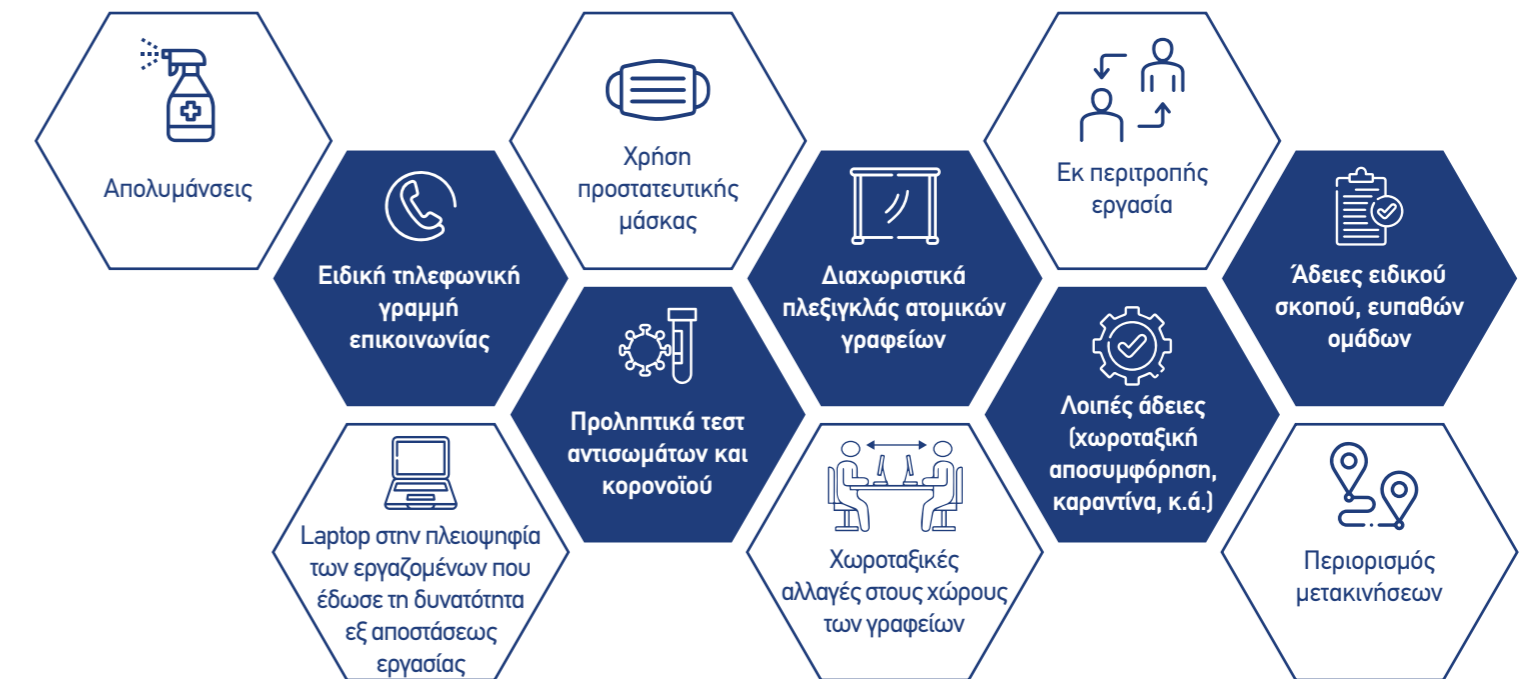 Απολυμάνσεις
Χρήση
προστατευτικής
μάσκας
Εκ περιτροπής
εργασία
Ειδική τηλεφωνική
γραμμή
επικοινωνίας
Διαχωριστικά
πλεξιγκλάς ατομικών
γραφείων
Άδειες ειδικού
σκοπού, ευπαθών
ομάδων
Προληπτικά τεστ
αντισωμάτων και
κορονοϊού
Λοιπές άδειες
(χωροταξική
αποσυμφόρηση,
καραντίνα, κ.ά.)
Laptop στην πλειοψηφία
των εργαζομένων που
έδωσε τη δυνατότητα
εξ αποστάσεως
εργασίας
Χωροταξικές
αλλαγές στους χώρους
των γραφείων
Περιορισμός
μετακινήσεων